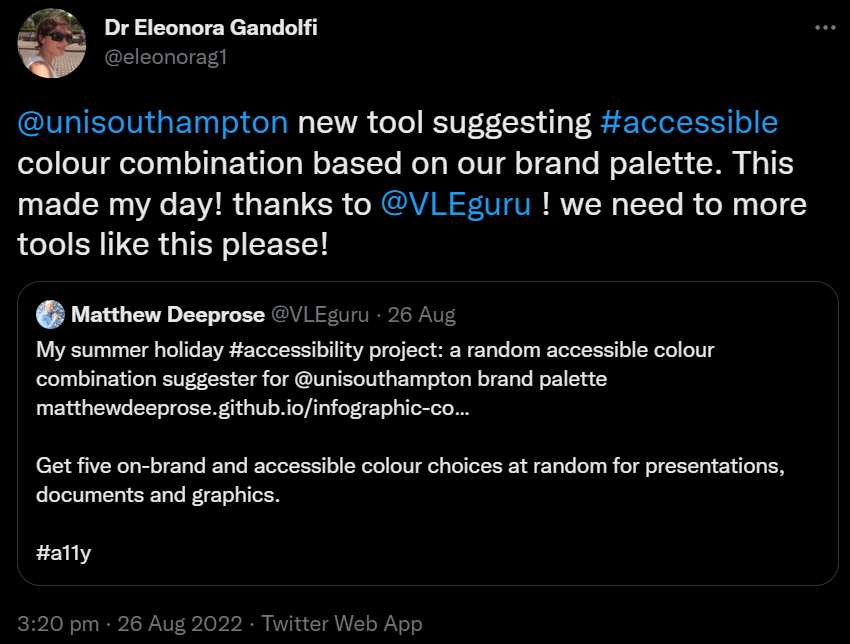 Dr Eleonora Gandolfi
@eleonorag1
@unisouthampton new tool suggesting #accessible
colour combination based on our brand palette. This
made my day! thanks to @VLEguru ! we need to more
tools like this please!
Matthew Deeprose @VLEguru · 26 Aug
My summer holiday #accessibility project: a random accessible colour
combination suggester for @unisouthampton brand palette
matthewdeeprose.github.io/infographic-co...
Get five on-brand and accessible colour choices at random for presentations,
documents and graphics.
#a11y
3:20 pm · 26 Aug 2022 · Twitter Web App